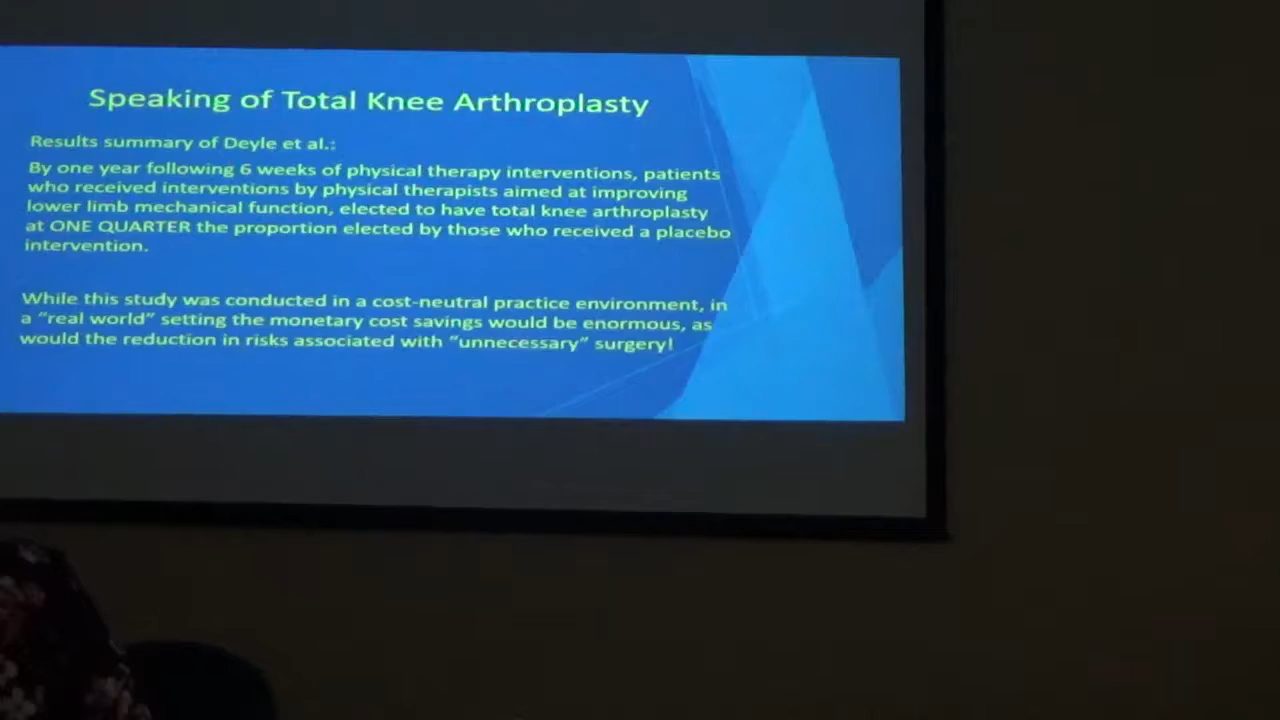 Speaking of Total Knee Arthroplasty
Results summary of Deyle et al.:
By one year following 6 weeks of physical therapy interventions, patients
who received interventions by physical therapists aimed at improving
lower limb mechanical function, elected to have total knee arthroplasty
at ONE QUARTER the proportion elected by those who received a placebo
intervention.
While this study was conducted in a cost-neutral practice environment, in
a “real world” setting the monetary cost savings would be enormous, as
would the reduction in risks associated with “unnecessary” surgery!